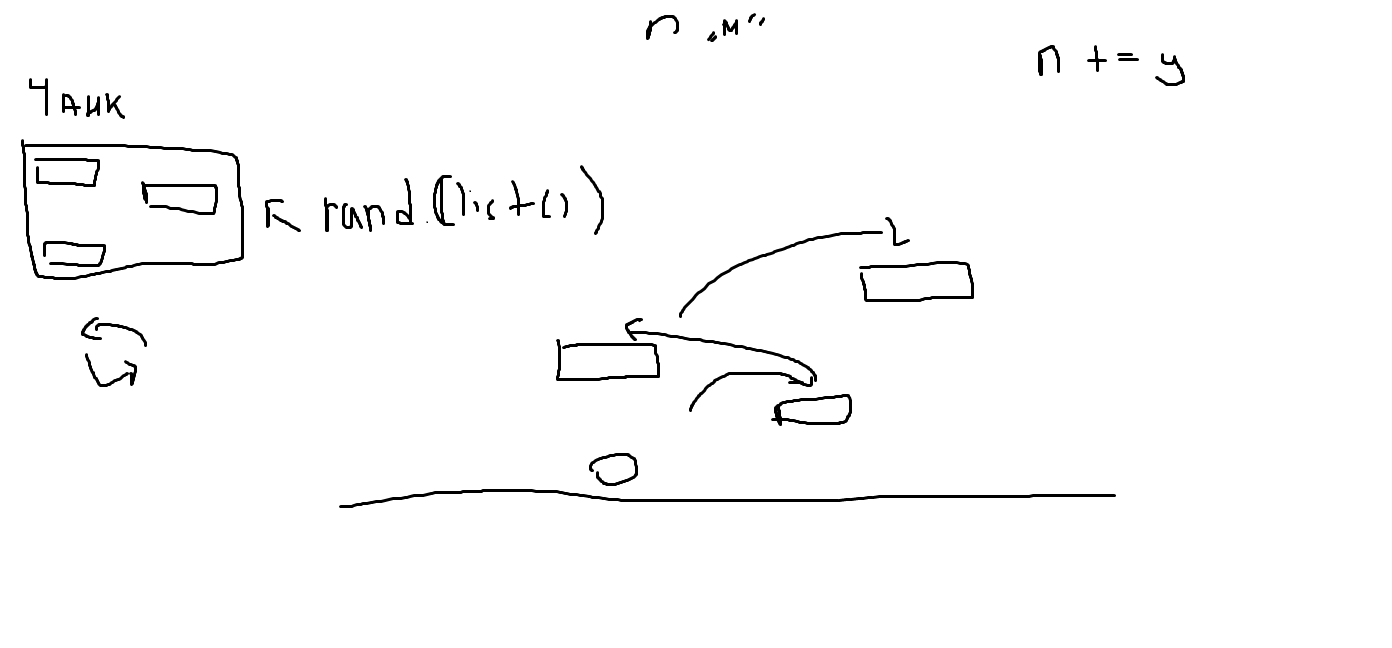 n „м“
n += y
Чанк
rand.(list())